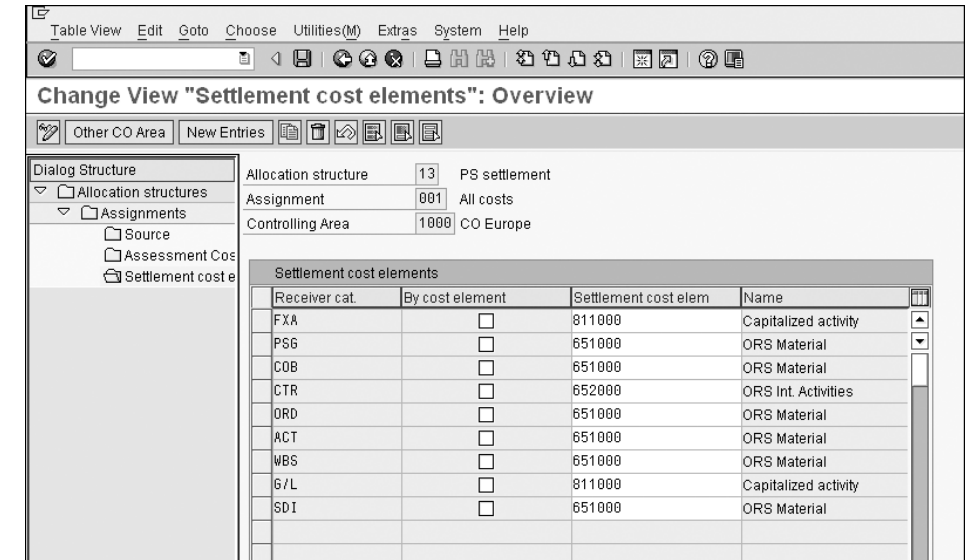 Table View Edit Goto Choose Utilities(M) Extras System Help
Change View "Settlement cost elements": Overview
Other CO Area New Entries
Dialog Structure
Allocation structures
Assignments
Source
Assessment Cos
Settlement cost e
Allocation structure 13 PS settlement
Assignment 001 All costs
Controlling Area 1000 CO Europe
Settlement cost elements
Receiver cat. By cost element Settlement cost elem Name
FXA 811000 Capitalized activity
PSG 651000 ORS Material
COB 651000 ORS Material
CTR 652000 ORS Int. Activities
ORD 651000 ORS Material
ACT 651000 ORS Material
WBS 651000 ORS Material
G/L 811000 Capitalized activity
SDI 651000 ORS Material